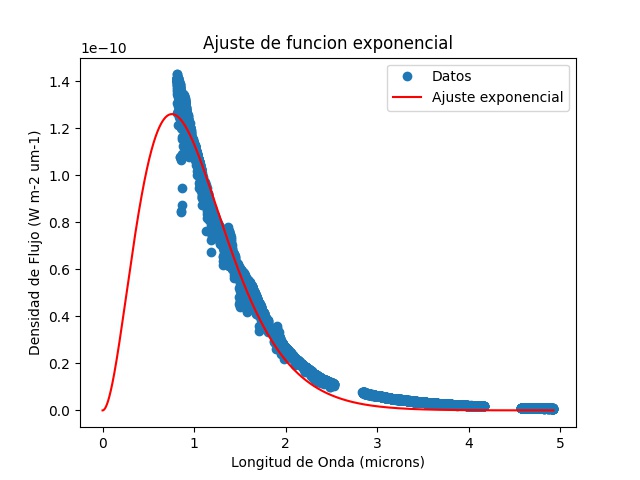 Ajuste de funcion exponencial
1e−10
Datos
Ajuste exponencial
Densidad de Flujo (W m-2 um-1)
1.4
1.2
1.0
0.8
0.6
0.4
0.2
0.0
0 1 2 3 4 5
Longitud de Onda (microns)